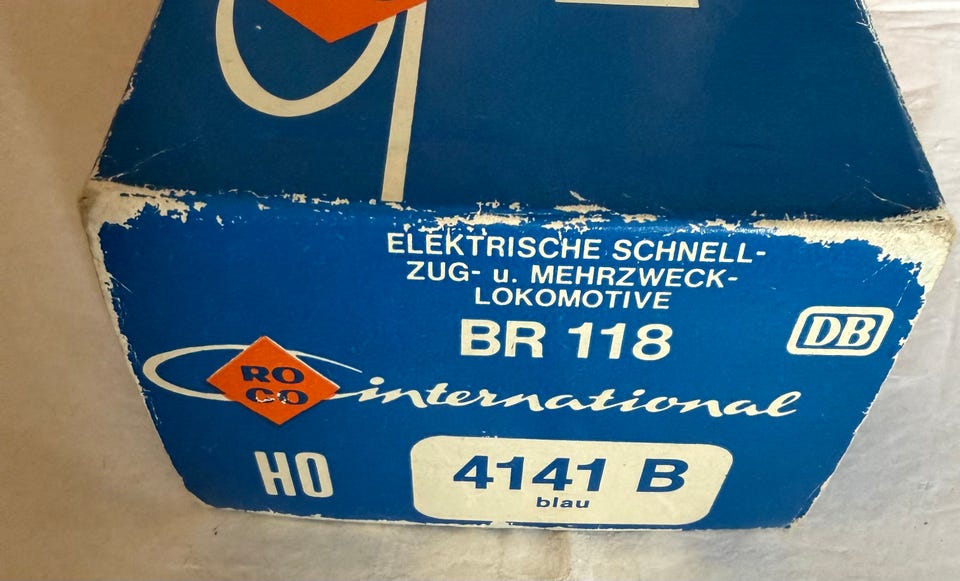 ELEKTRISCHE SCHNELL-
ZUG- u. MEHRZWECK-
LOKOMOTIVE
BR 118
DB
RO
CO
international
HO
4141 B
blau